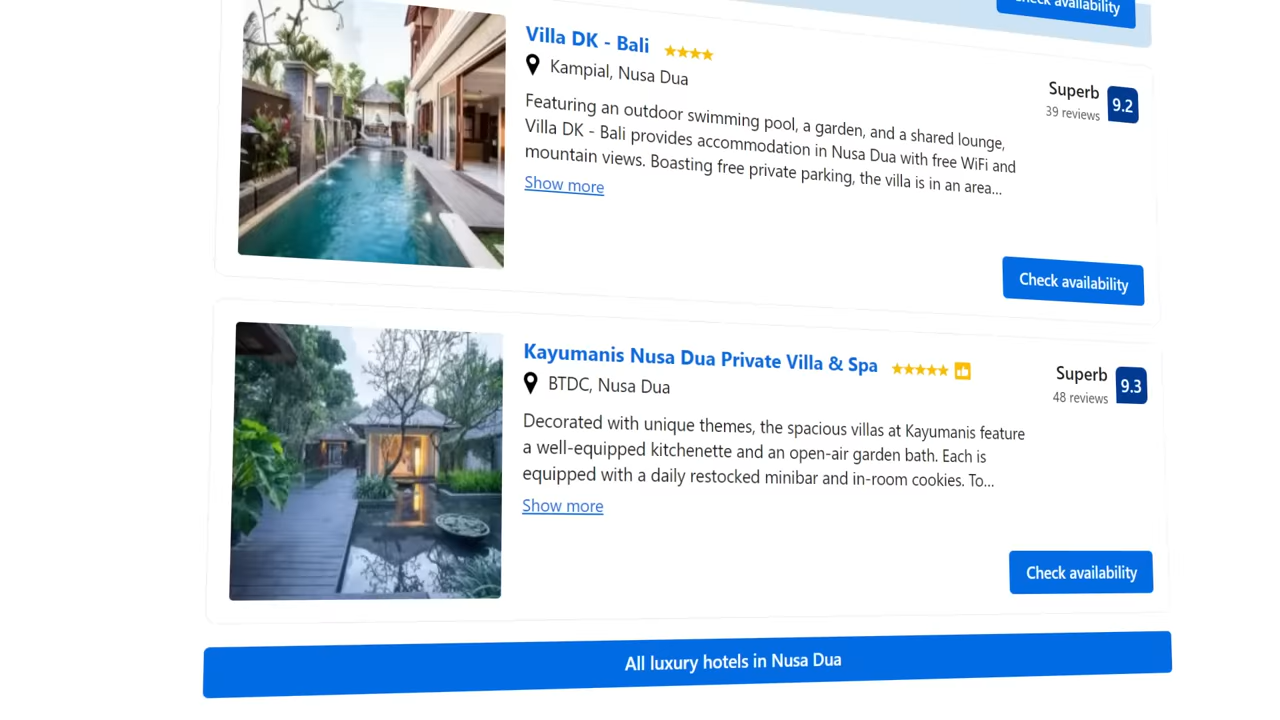 Check availability
Villa DK - Bali
Kampial, Nusa Dua
Superb
39 reviews
9.2
Featuring an outdoor swimming pool, a garden, and a shared lounge,
Villa DK - Bali provides accommodation in Nusa Dua with free WiFi and
mountain views. Boasting free private parking, the villa is in an area...
Show more
Check availability
Kayumanis Nusa Dua Private Villa & Spa
BTDC, Nusa Dua
Superb
48 reviews
9.3
Decorated with unique themes, the spacious villas at Kayumanis feature
a well-equipped kitchenette and an open-air garden bath. Each is
equipped with a daily restocked minibar and in-room cookies. To...
Show more
Check availability
All luxury hotels in Nusa Dua